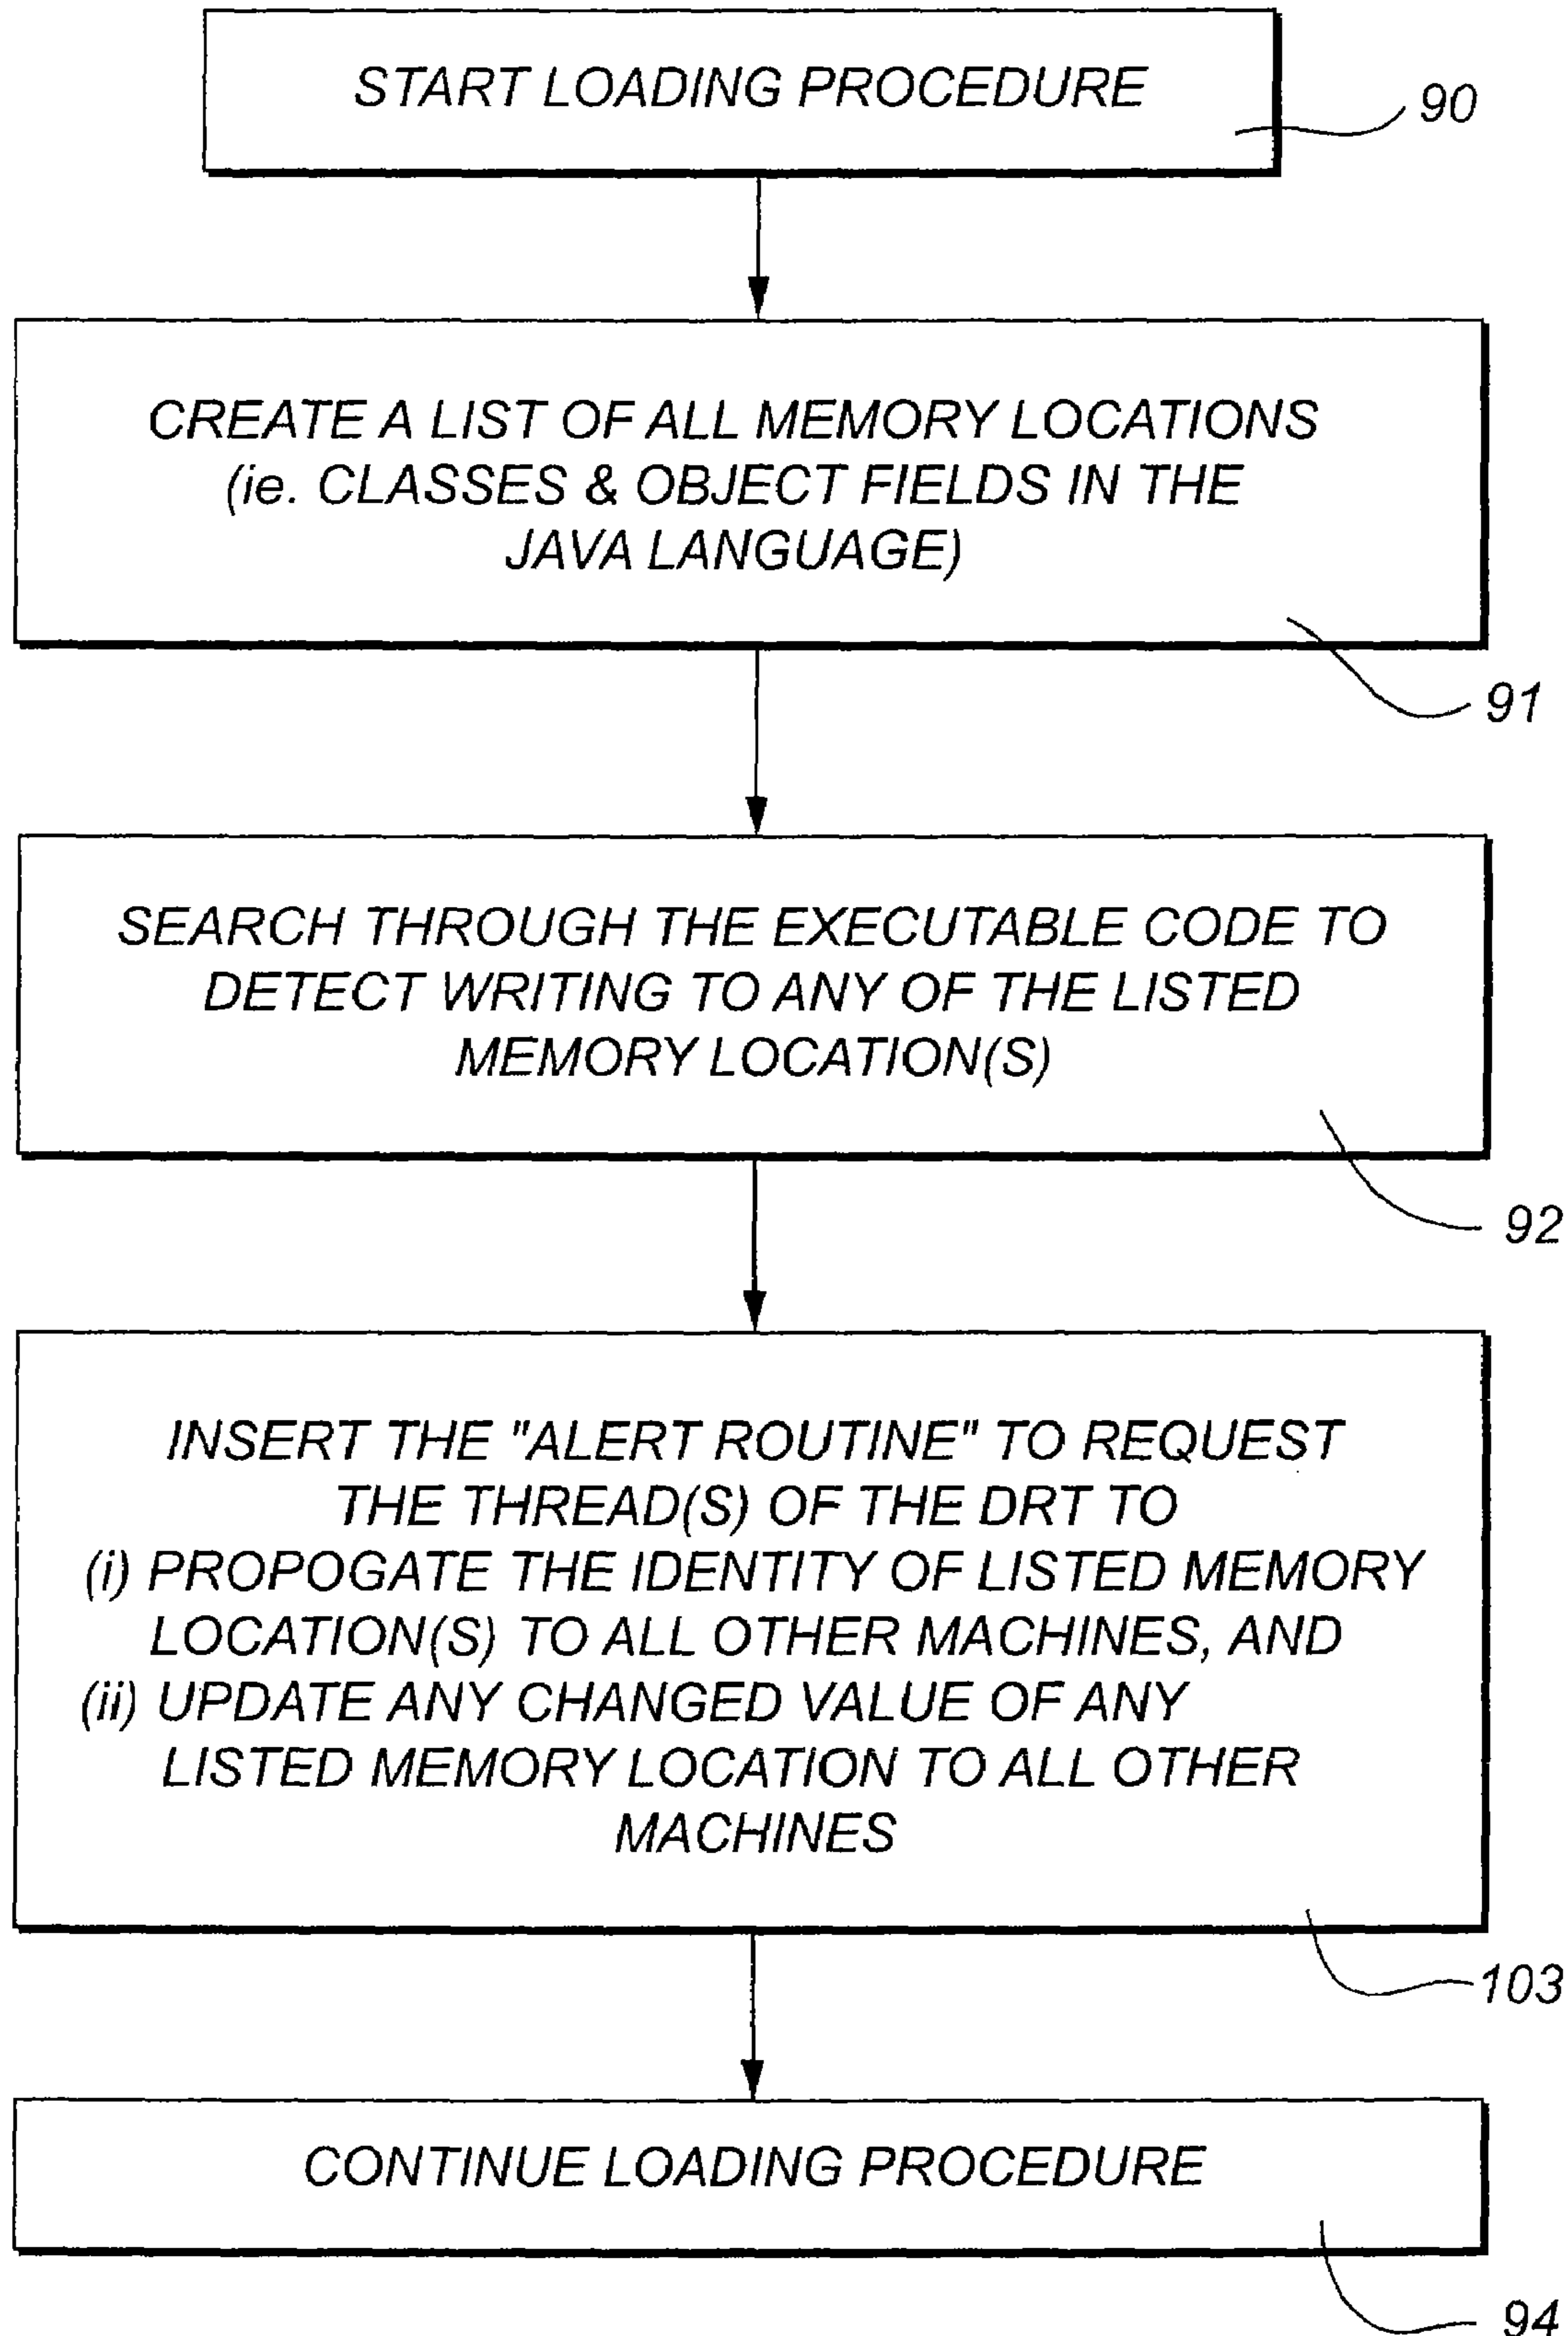 START LOADING PROCEDURE
90
CREATE A LIST OF ALL MEMORY LOCATIONS
(ie. CLASSES & OBJECT FIELDS IN THE
JAVA LANGUAGE)
91
SEARCH THROUGH THE EXECUTABLE CODE TO
DETECT WRITING TO ANY OF THE LISTED
MEMORY LOCATION(S)
92
INSERT THE "ALERT ROUTINE" TO REQUEST
THE THREAD(S) OF THE DRT TO
(i) PROPOGATE THE IDENTITY OF LISTED MEMORY
LOCATION(S) TO ALL OTHER MACHINES, AND
(ii) UPDATE ANY CHANGED VALUE OF ANY
LISTED MEMORY LOCATION TO ALL OTHER
MACHINES
103
CONTINUE LOADING PROCEDURE
94